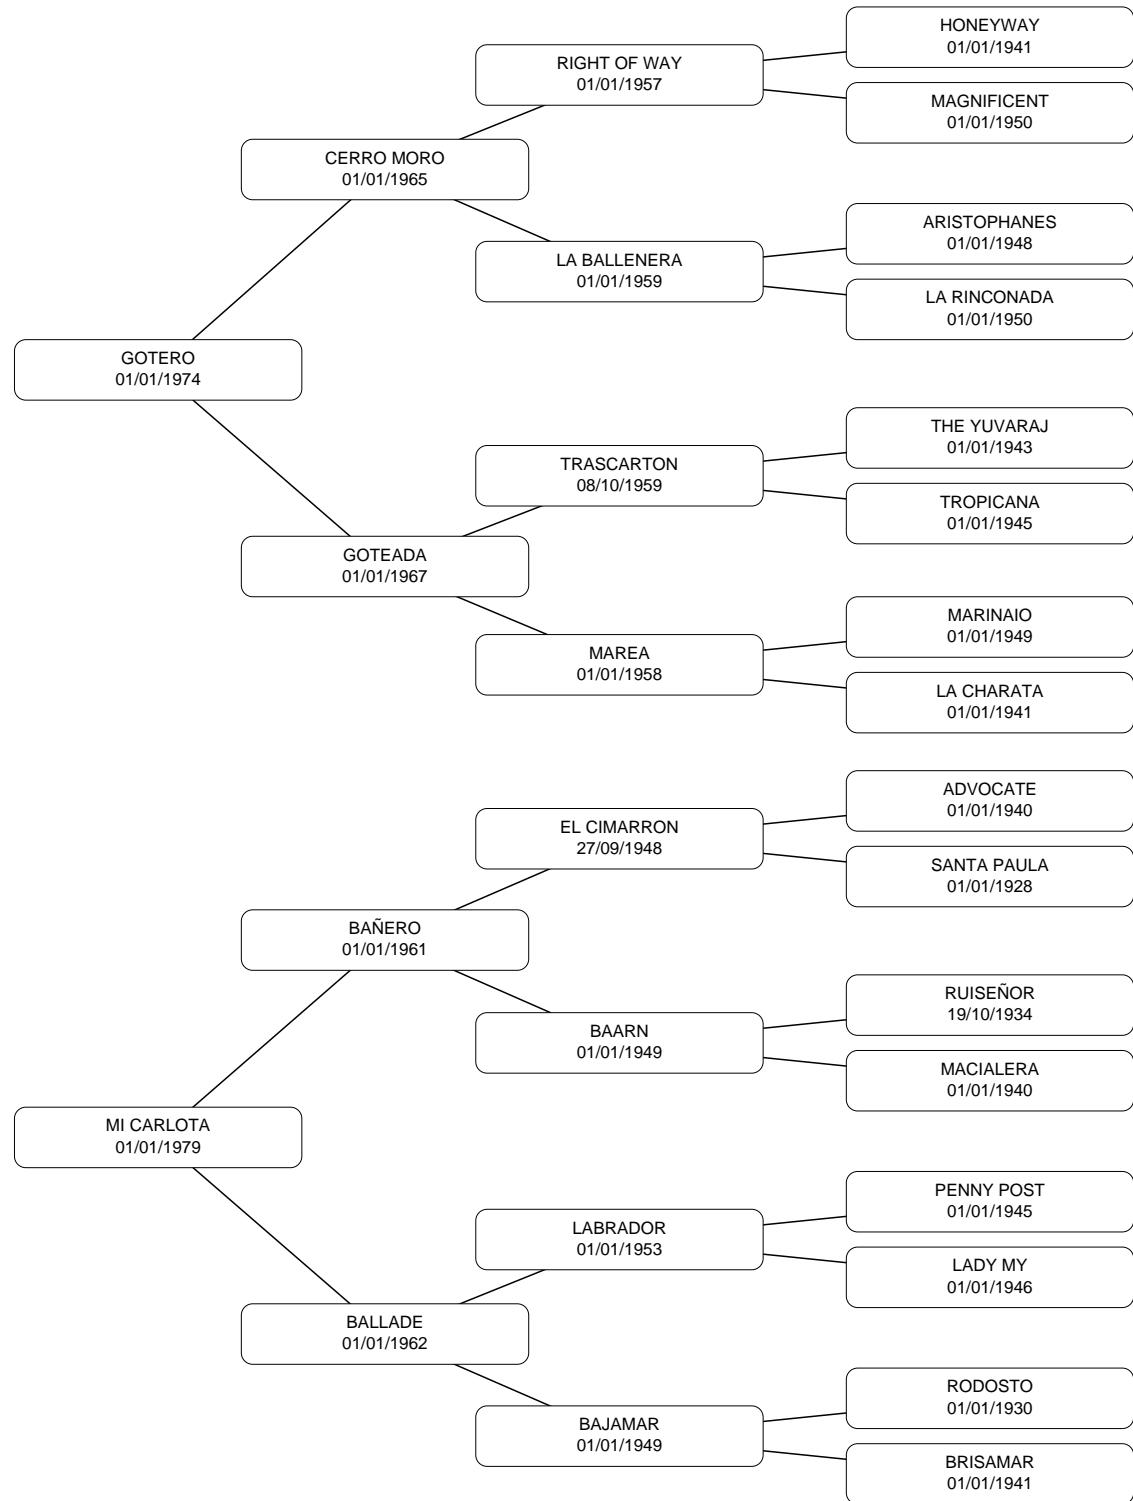 HONEYWAY
01/01/1941
RIGHT OF WAY
01/01/1957
MAGNIFICENT
01/01/1950
CERRO MORO
01/01/1965
ARISTOPHANES
01/01/1948
LA BALLENERA
01/01/1959
LA RINCONADA
01/01/1950
GOTERO
01/01/1974
THE YUVARAJ
01/01/1943
TRASCARTON
08/10/1959
TROPICANA
01/01/1945
GOTEADA
01/01/1967
MARINAIO
01/01/1949
MAREA
01/01/1958
LA CHARATA
01/01/1941
ADVOCATE
01/01/1940
EL CIMARRON
27/09/1948
SANTA PAULA
01/01/1928
BAÑERO
01/01/1961
RUISEÑOR
19/10/1934
BAARN
01/01/1949
MACIALERA
01/01/1940
MI CARLOTA
01/01/1979
PENNY POST
01/01/1945
LABRADOR
01/01/1953
LADY MY
01/01/1946
BALLADE
01/01/1962
RODOSTO
01/01/1930
BAJAMAR
01/01/1949
BRISAMAR
01/01/1941